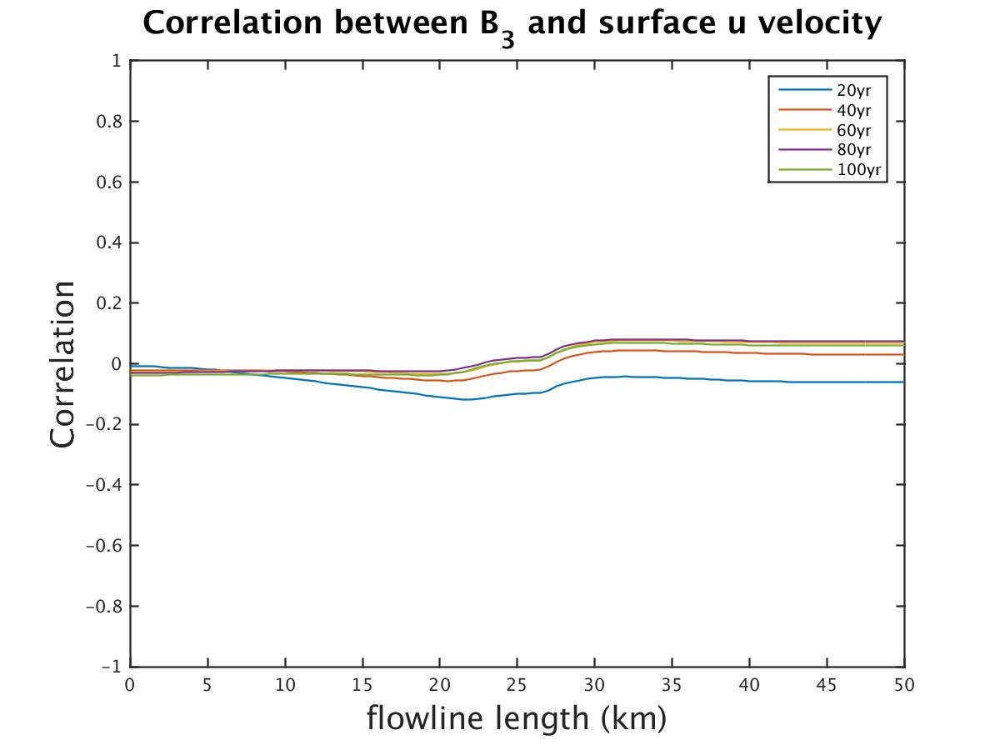 Correlation between B₃ and surface u velocity
1
0.8
0.6
0.4
0.2
0
−0.2
−0.4
−0.6
−0.8
−1
Correlation
20yr
40yr
60yr
80yr
100yr
0 5 10 15 20 25 30 35 40 45 50
flowline length (km)